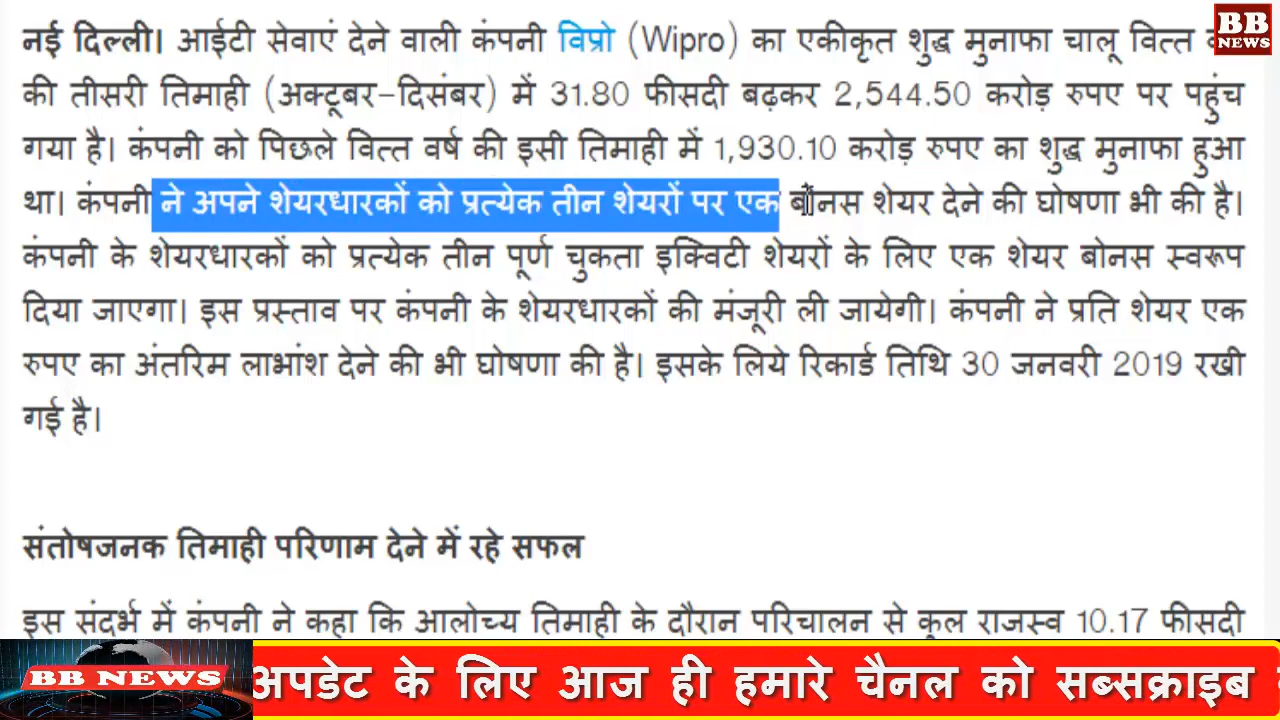 नई दिल्ली। आईटी सेवाएं देने वाली कंपनी विप्रो (Wipro) का एकीकृत शुद्ध मुनाफा चालू वित्त
की तीसरी तिमाही (अक्टूबर-दिसंबर) में 31.80 फीसदी बढ़कर 2,544.50 करोड़ रुपए पर पहुंच
गया है। कंपनी को पिछले वित्त वर्ष की इसी तिमाही में 1,930.10 करोड़ रुपए का शुद्ध मुनाफा हुआ
था। कंपनी ने अपने शेयरधारकों को प्रत्येक तीन शेयरों पर एक बोनस शेयर देने की घोषणा भी की है।
कंपनी के शेयरधारकों को प्रत्येक तीन पूर्ण चुकता इक्विटी शेयरों के लिए एक शेयर बोनस स्वरूप
दिया जाएगा। इस प्रस्ताव पर कंपनी के शेयरधारकों की मंजूरी ली जायेगी। कंपनी ने प्रति शेयर एक
रुपए का अंतरिम लाभांश देने की भी घोषणा की है। इसके लिये रिकार्ड तिथि 30 जनवरी 2019 रखी
गई है।
संतोषजनक तिमाही परिणाम देने में रहे सफल
इस संदर्भ में कंपनी ने कहा कि आलोच्य तिमाही के दौरान परिचालन से कुल राजस्व 10.17 फीसदी
BB NEWS
अपडेट के लिए आज ही हमारे चैनल को सब्सक्राइब
BB
NEWS